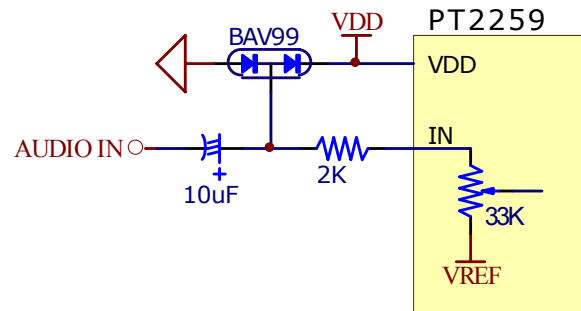 PT2259
BAV99
VDD
VDD
AUDIO IN
IN
+
10uF
2K
33K
VREF